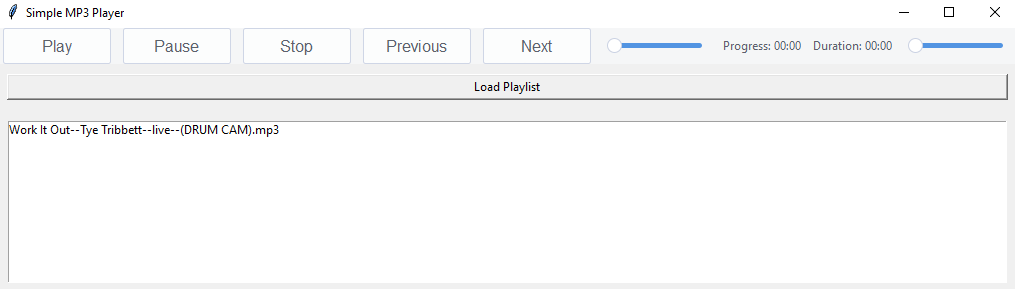 Simple MP3 Player
Play Pause Stop Previous Next Progress: 00:00 Duration: 00:00
Load Playlist
Work It Out--Tye Tribbett--live--(DRUM CAM).mp3